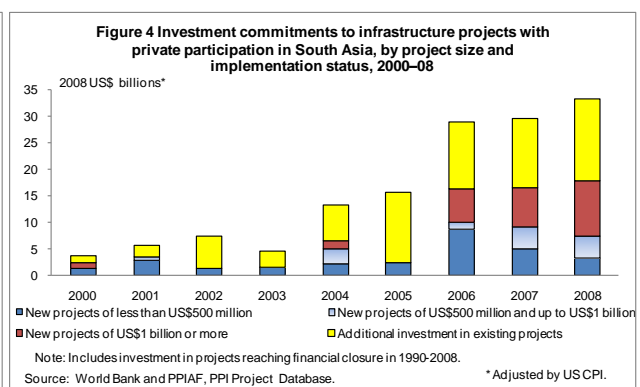 Figure 4 Investment commitments to infrastructure projects with
private participation in South Asia, by project size and
implementation status, 2000–08
2008 US$ billions*
35
30
25
20
15
10
5
0
2000 2001 2002 2003 2004 2005 2006 2007 2008
New projects of less than US$500 million New projects of US$500 million and up to US$1 billion
New projects of US$1 billion or more Additional investment in existing projects
Note: Includes investment in projects reaching financial closure in 1990-2008.
Source: World Bank and PPIAF, PPI Project Database. * Adjusted by US CPI.